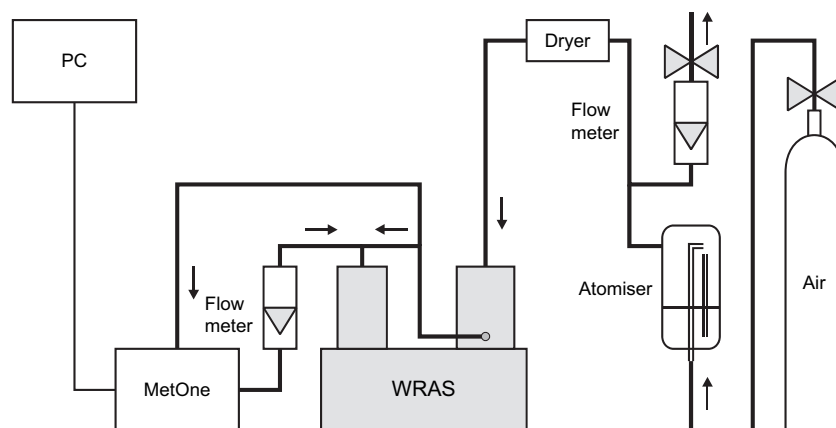 PC
Dryer
Flow
meter
Atomiser
Air
Flow
meter
MetOne
WRAS